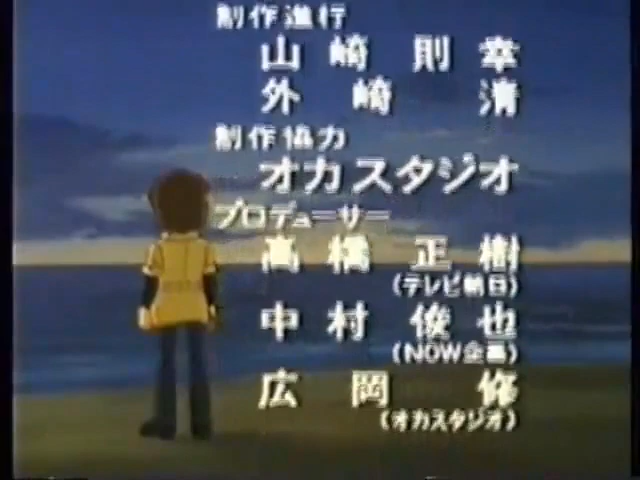 制作進行
山崎則幸
外崎清
制作協力
オカスタジオ
プロデューサー
高橋正樹
(テレビ朝日)
中村俊也
(NOW企画)
広岡修
(オカスタジオ)